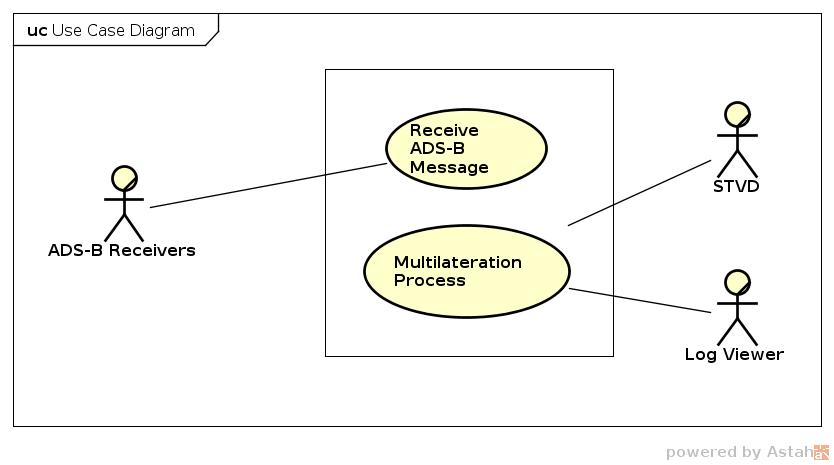 uc Use Case Diagram
Receive
ADS-B
Message
STVD
ADS-B Receivers
Multilateration
Process
Log Viewer
powered by Astah